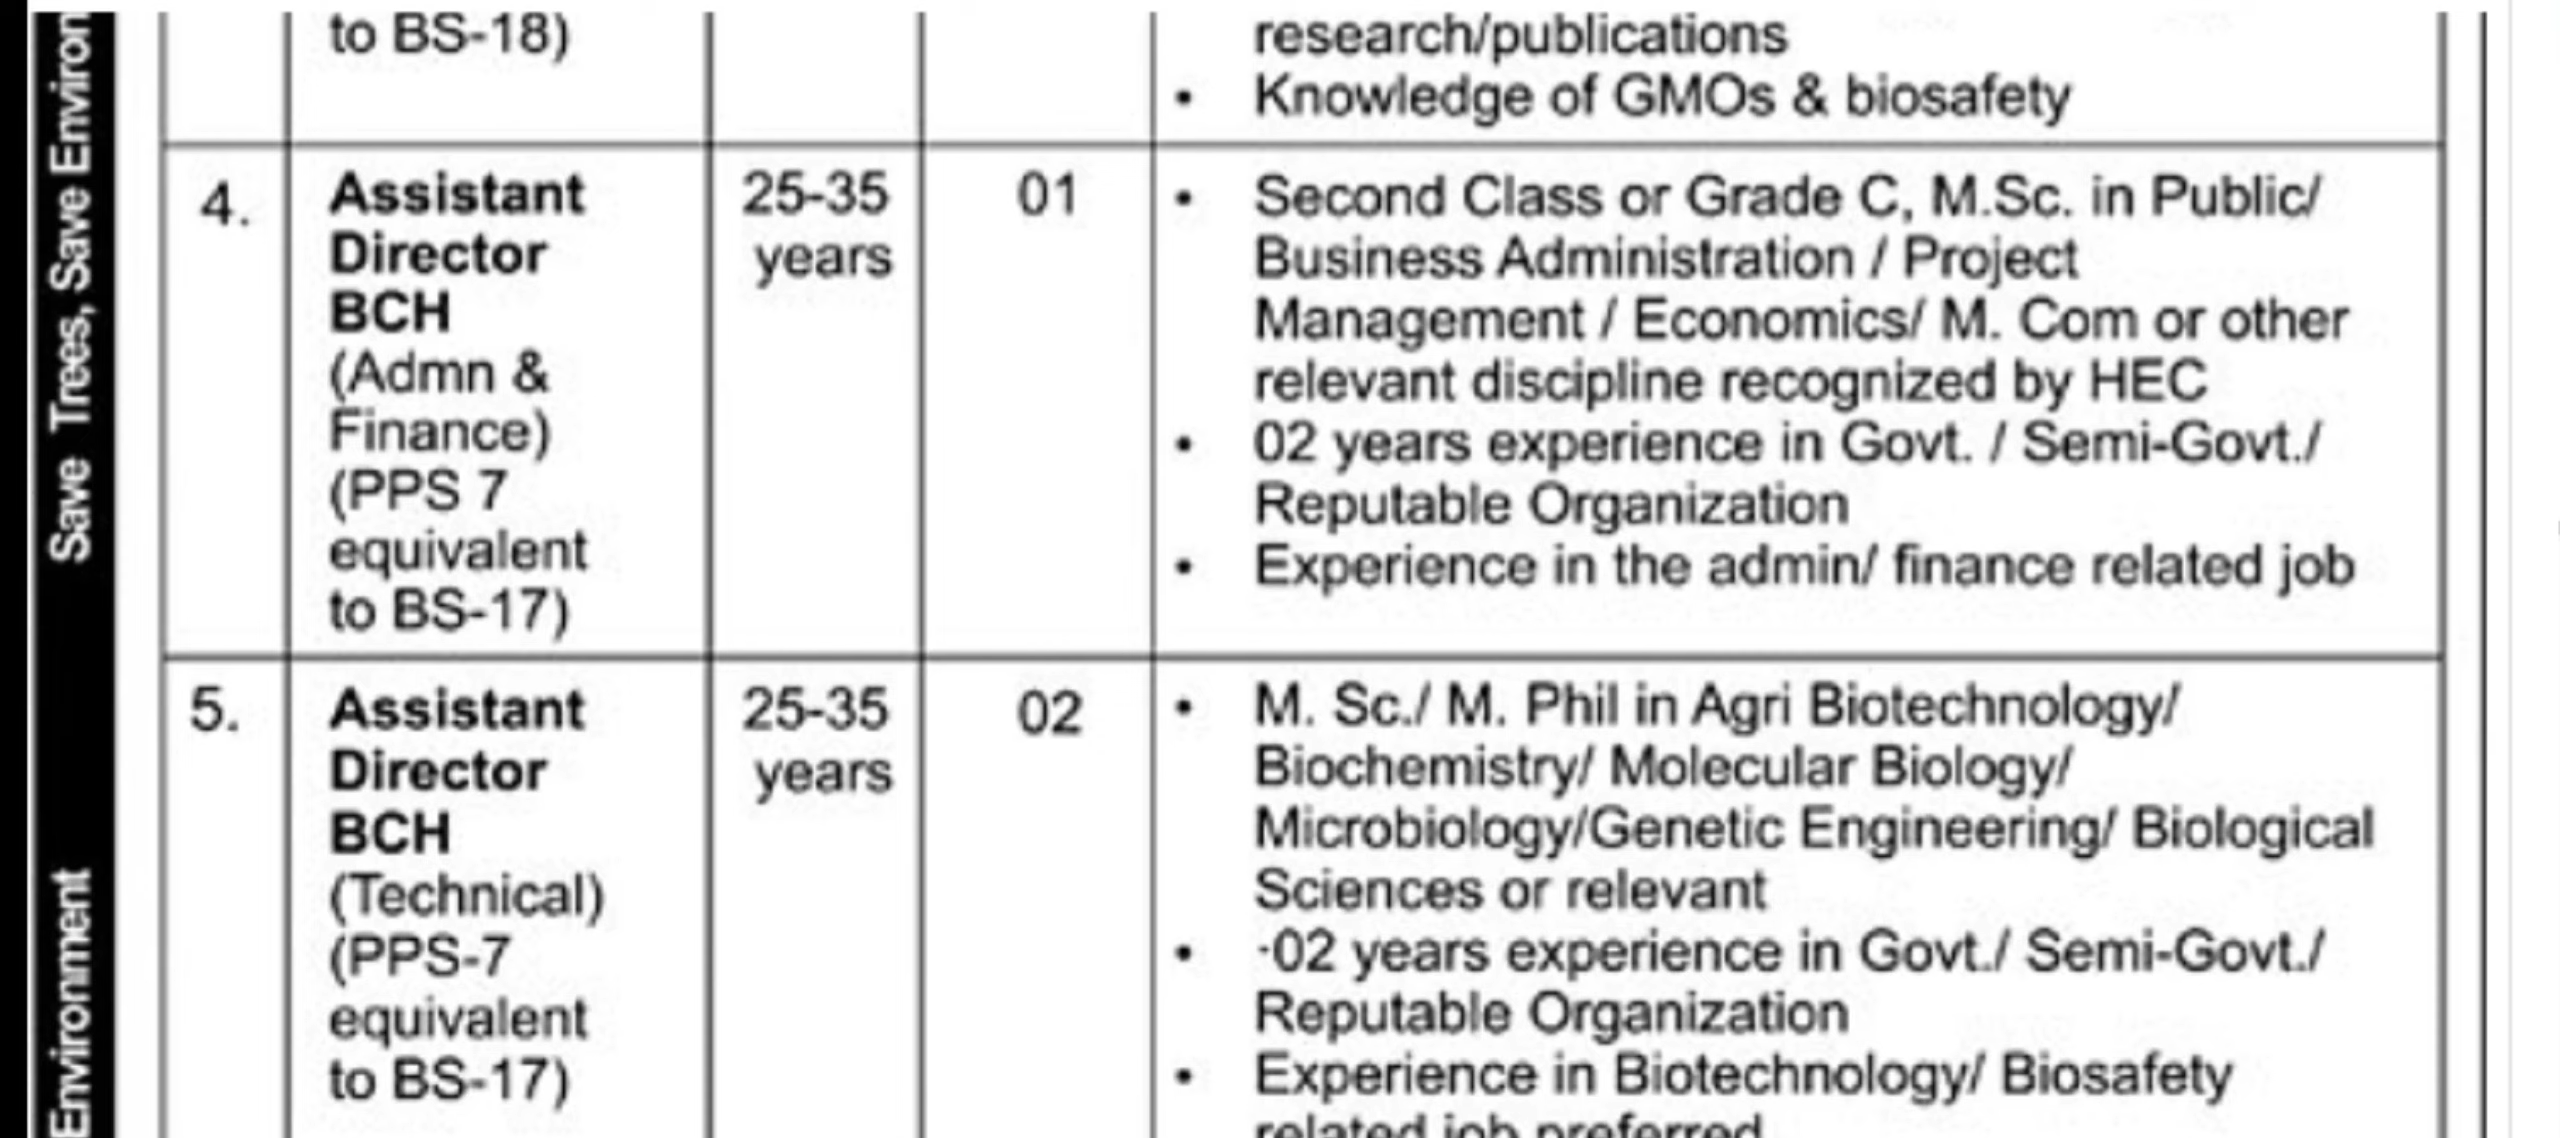 Save Trees, Save Environ
Environment
to BS-18)
research/publications
• Knowledge of GMOs & biosafety
4.
Assistant
Director
BCH
(Admn &
Finance)
(PPS 7
equivalent
to BS-17)
25-35
years
01
• Second Class or Grade C, M.Sc. in Public/
Business Administration / Project
Management / Economics/ M. Com or other
relevant discipline recognized by HEC
• 02 years experience in Govt. / Semi-Govt./
Reputable Organization
• Experience in the admin/ finance related job
5.
Assistant
Director
BCH
(Technical)
(PPS-7
equivalent
to BS-17)
25-35
years
02
• M. Sc./ M. Phil in Agri Biotechnology/
Biochemistry/ Molecular Biology/
Microbiology/Genetic Engineering/ Biological
Sciences or relevant
• -02 years experience in Govt./ Semi-Govt./
Reputable Organization
• Experience in Biotechnology/ Biosafety
related job preferred